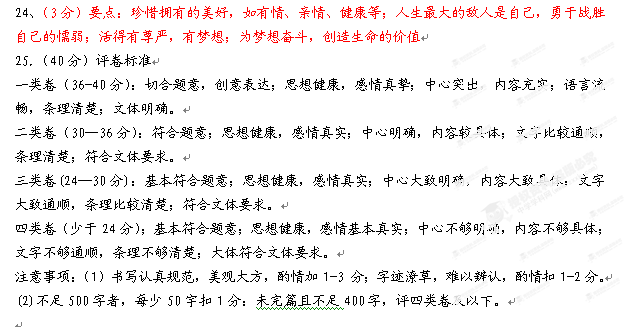 24、（3分）要点：珍惜拥有的美好，如有情、亲情、健康等；人生最大的敌人是自己，勇于战胜
自己的懦弱；活得有尊严，有梦想；为梦想奋斗，创造生命的价值
25．（40分）评卷标准
一类卷（36-40分）：切合题意，创意表达；思想健康，感情真挚；中心突出，内容充实；语言流
畅，条理清楚；文体明确。
二类卷（30—36分）：符合题意；思想健康，感情真实；中心明确，内容较具体；文字比较通顺，
条理清楚；符合文体要求。
三类卷(24—30分)：基本符合题意；思想健康，感情真实；中心大致明确，内容大致具体；文字
大致通顺，条理比较清楚；符合文体要求。
四类卷（少于24分）；基本符合题意；思想健康，感情基本真实；中心不够明确，内容不够具体；
文字不够通顺，条理不够清楚；大体符合文体要求。
注意事项：（1）书写认真规范，美观大方，酌情加1-3分；字迹潦草，难以辨认，酌情扣1-2分。
(2)不足500字者，每少50字扣1分；未完篇且不足400字，评四类卷以下。